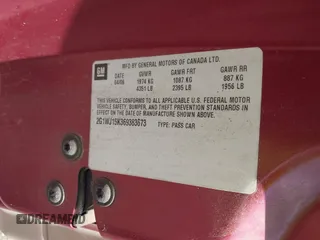 GM
MFD BY GENERAL MOTORS OF CANADA LTD.
DATE GVWR GAWR FRT GAWR RR
1974 KG 1087 KG 887 KG
4351 LB 2395 LB 1956 LB
THIS VEHICLE CONFORMS TO ALL APPLICABLE U.S. FEDERAL MOTOR
VEHICLE SAFETY, BUMPER, AND THEFT PREVENTION STANDARDS
IN EFFECT ON THE DATE OF MANUFACTURE SHOWN ABOVE.
2G1WU15K369383673 TYPE: PASS CAR
DREAMBID